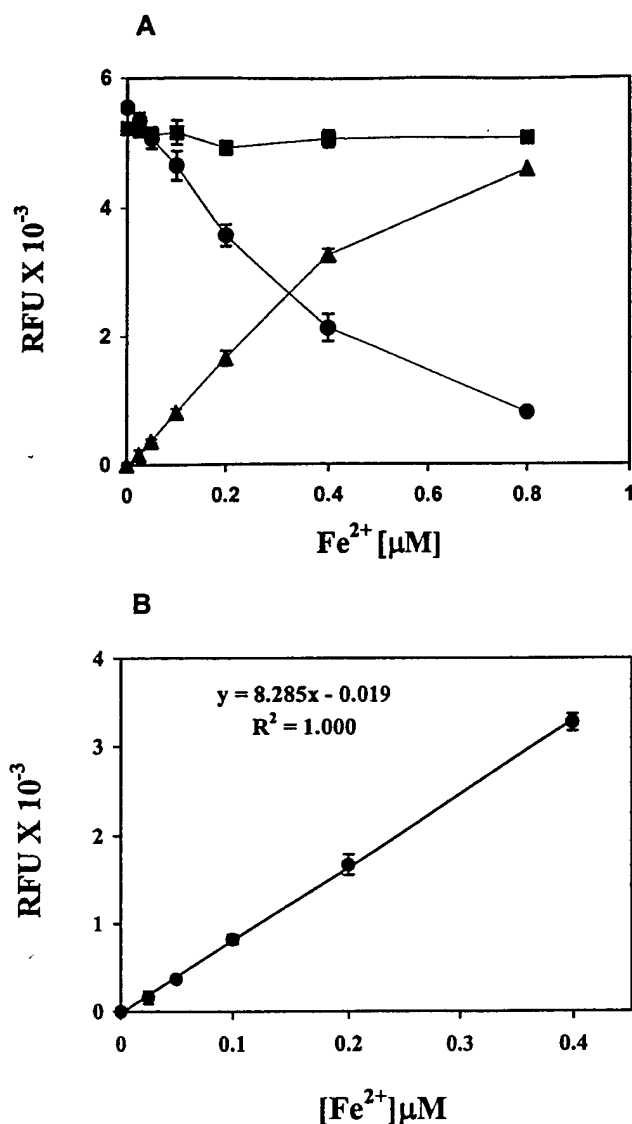 A
6
4
2
0
RFU X 10⁻³
0 0.2 0.4 0.6 0.8 1
Fe²⁺ [µM]
B
4
3
2
1
0
RFU X 10⁻³
y = 8.285x - 0.019
R² = 1.000
0 0.1 0.2 0.3 0.4
[Fe²⁺]µM